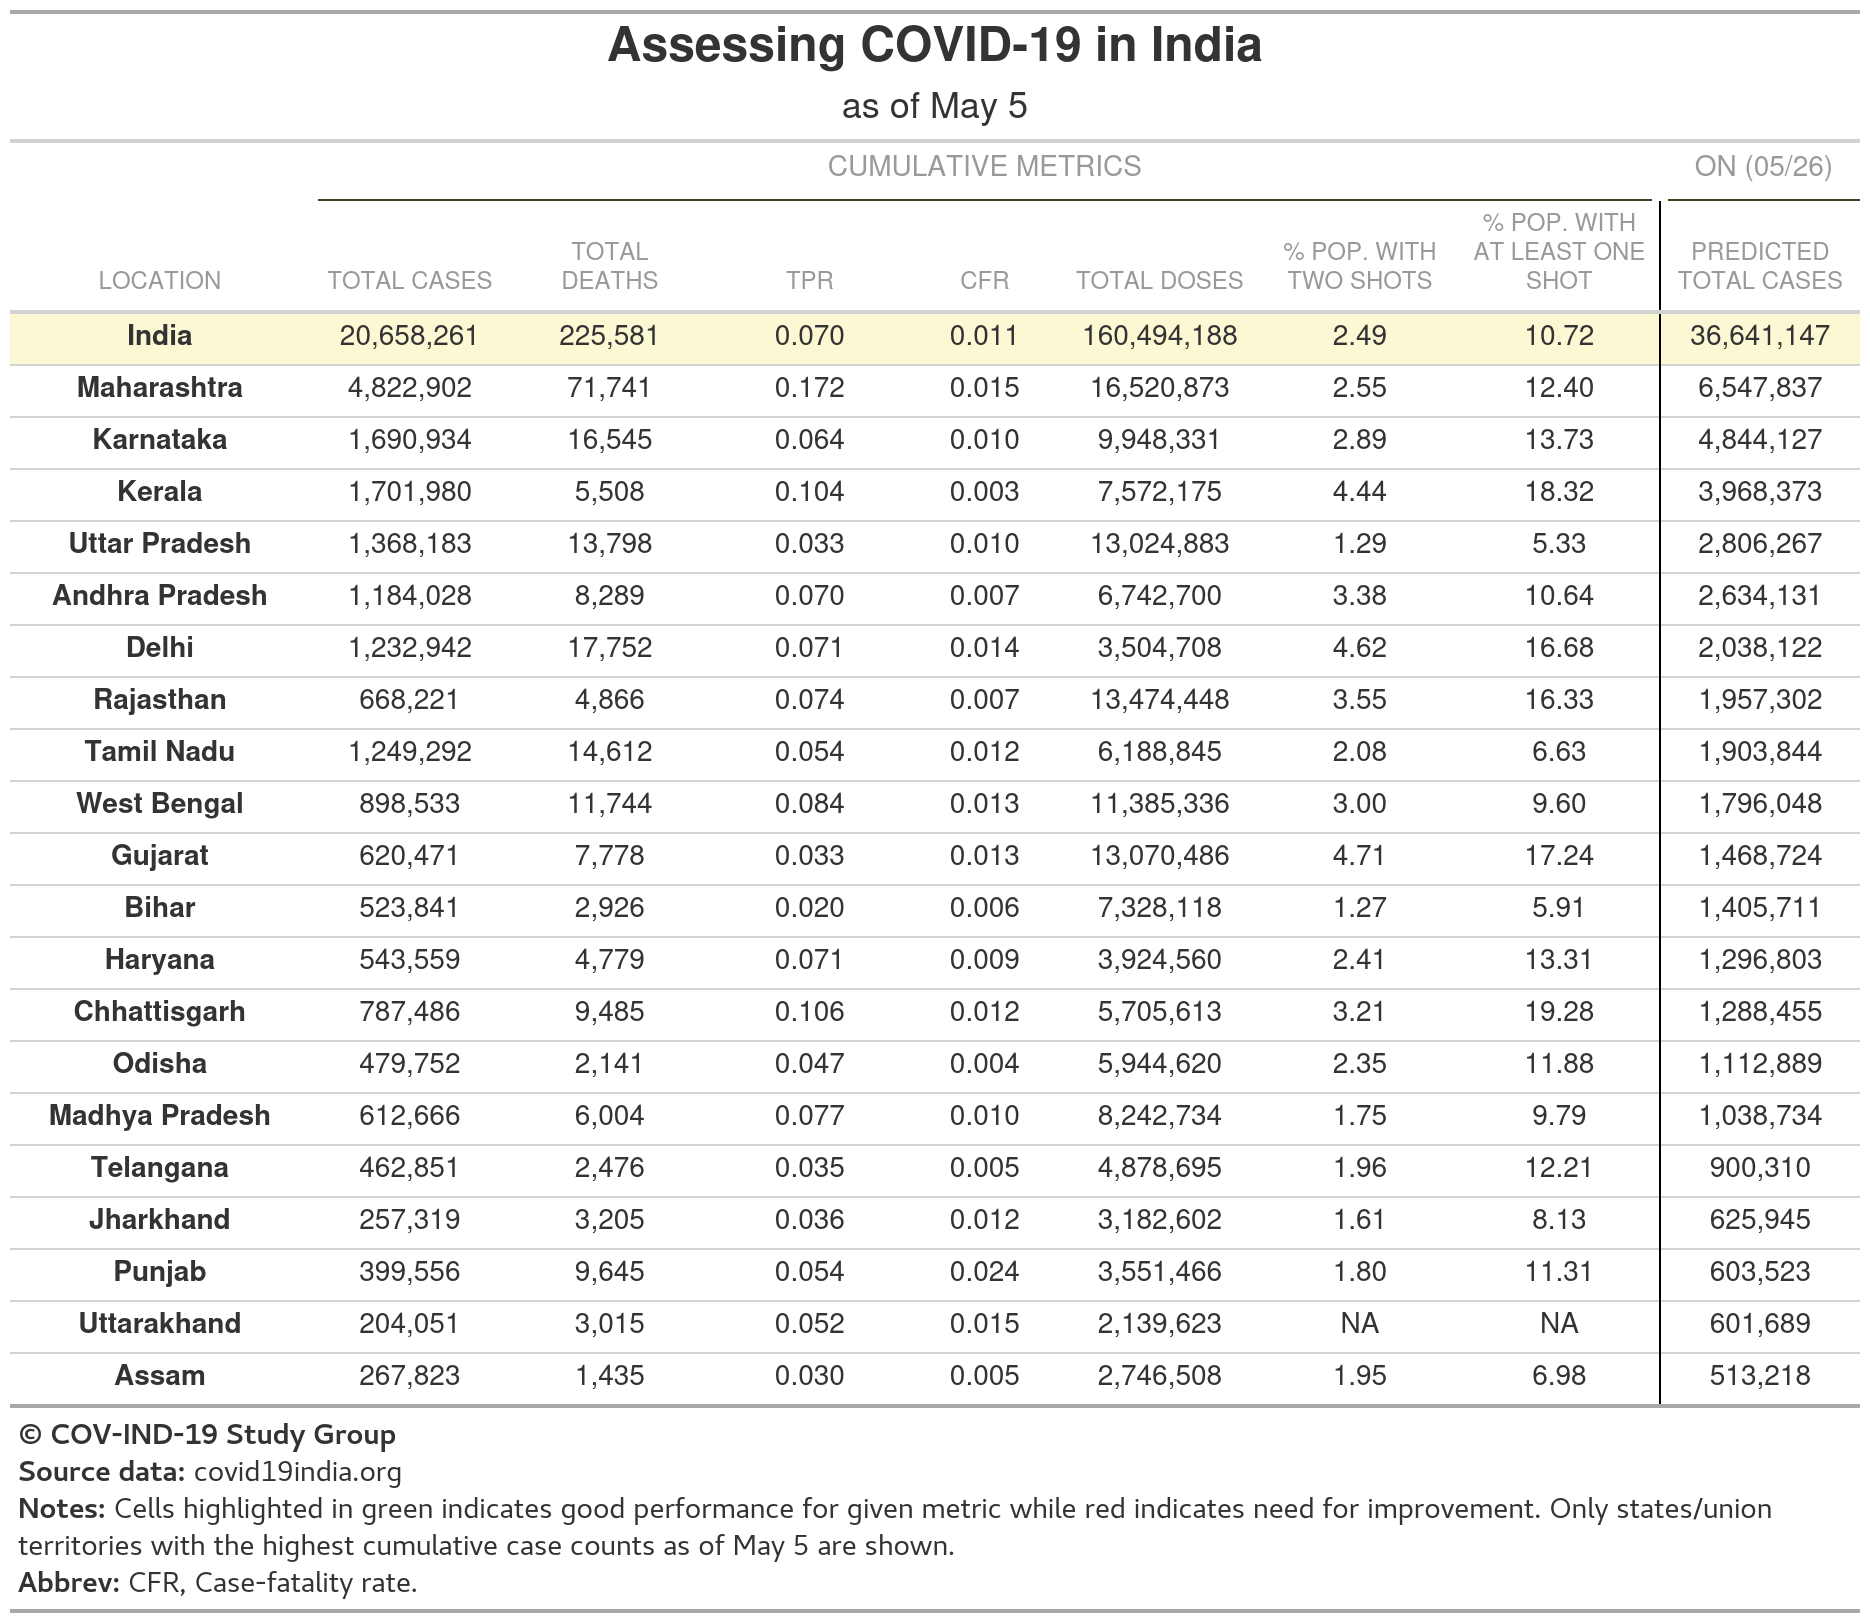 Assessing COVID-19 in India
as of May 5
CUMULATIVE METRICS ON (05/26)
LOCATION TOTAL CASES TOTAL DEATHS TPR CFR TOTAL DOSES % POP. WITH TWO SHOTS % POP. WITH AT LEAST ONE SHOT PREDICTED TOTAL CASES
India 20,658,261 225,581 0.070 0.011 160,494,188 2.49 10.72 36,641,147
Maharashtra 4,822,902 71,741 0.172 0.015 16,520,873 2.55 12.40 6,547,837
Karnataka 1,690,934 16,545 0.064 0.010 9,948,331 2.89 13.73 4,844,127
Kerala 1,701,980 5,508 0.104 0.003 7,572,175 4.44 18.32 3,968,373
Uttar Pradesh 1,368,183 13,798 0.033 0.010 13,024,883 1.29 5.33 2,806,267
Andhra Pradesh 1,184,028 8,289 0.070 0.007 6,742,700 3.38 10.64 2,634,131
Delhi 1,232,942 17,752 0.071 0.014 3,504,708 4.62 16.68 2,038,122
Rajasthan 668,221 4,866 0.074 0.007 13,474,448 3.55 16.33 1,957,302
Tamil Nadu 1,249,292 14,612 0.054 0.012 6,188,845 2.08 6.63 1,903,844
West Bengal 898,533 11,744 0.084 0.013 11,385,336 3.00 9.60 1,796,048
Gujarat 620,471 7,778 0.033 0.013 13,070,486 4.71 17.24 1,468,724
Bihar 523,841 2,926 0.020 0.006 7,328,118 1.27 5.91 1,405,711
Haryana 543,559 4,779 0.071 0.009 3,924,560 2.41 13.31 1,296,803
Chhattisgarh 787,486 9,485 0.106 0.012 5,705,613 3.21 19.28 1,288,455
Odisha 479,752 2,141 0.047 0.004 5,944,620 2.35 11.88 1,112,889
Madhya Pradesh 612,666 6,004 0.077 0.010 8,242,734 1.75 9.79 1,038,734
Telangana 462,851 2,476 0.035 0.005 4,878,695 1.96 12.21 900,310
Jharkhand 257,319 3,205 0.036 0.012 3,182,602 1.61 8.13 625,945
Punjab 399,556 9,645 0.054 0.024 3,551,466 1.80 11.31 603,523
Uttarakhand 204,051 3,015 0.052 0.015 2,139,623 NA NA 601,689
Assam 267,823 1,435 0.030 0.005 2,746,508 1.95 6.98 513,218
© COV-IND-19 Study Group
Source data: covid19india.org
Notes: Cells highlighted in green indicates good performance for given metric while red indicates need for improvement. Only states/union
territories with the highest cumulative case counts as of May 5 are shown.
Abbrev: CFR, Case-fatality rate.